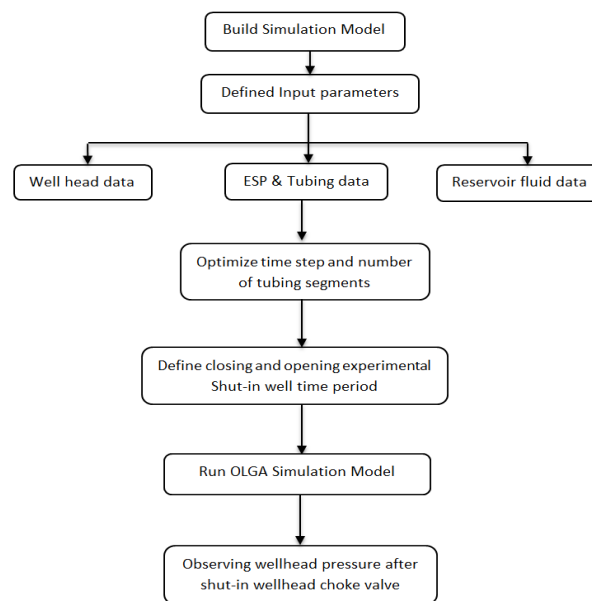 Build Simulation Model
Defined Input parameters
Well head data
ESP & Tubing data
Reservoir fluid data
Optimize time step and number
of tubing segments
Define closing and opening experimental
Shut-in well time period
Run OLGA Simulation Model
Observing wellhead pressure after
shut-in wellhead choke valve